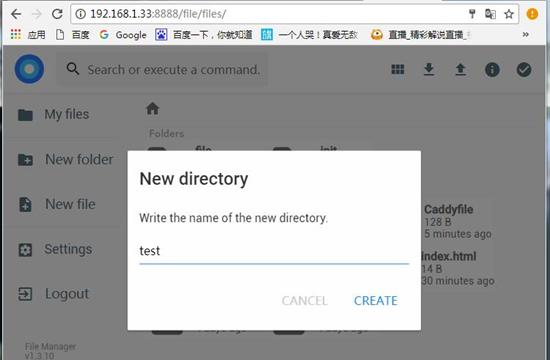 192.168.1.33:8888/file/files/
应用 百度 Google 百度一下，你就知道 一个人哭！真爱无敌 直播_精彩解说直播_
Search or execute a command.
My files
Folders
New folder
file
init
New file
Settings
Logout
File Manager
v1.3.10
New directory
Write the name of the new directory.
test
CANCEL CREATE
Caddyfile
128 B
5 minutes ago
index.html
14 B
30 minutes ago